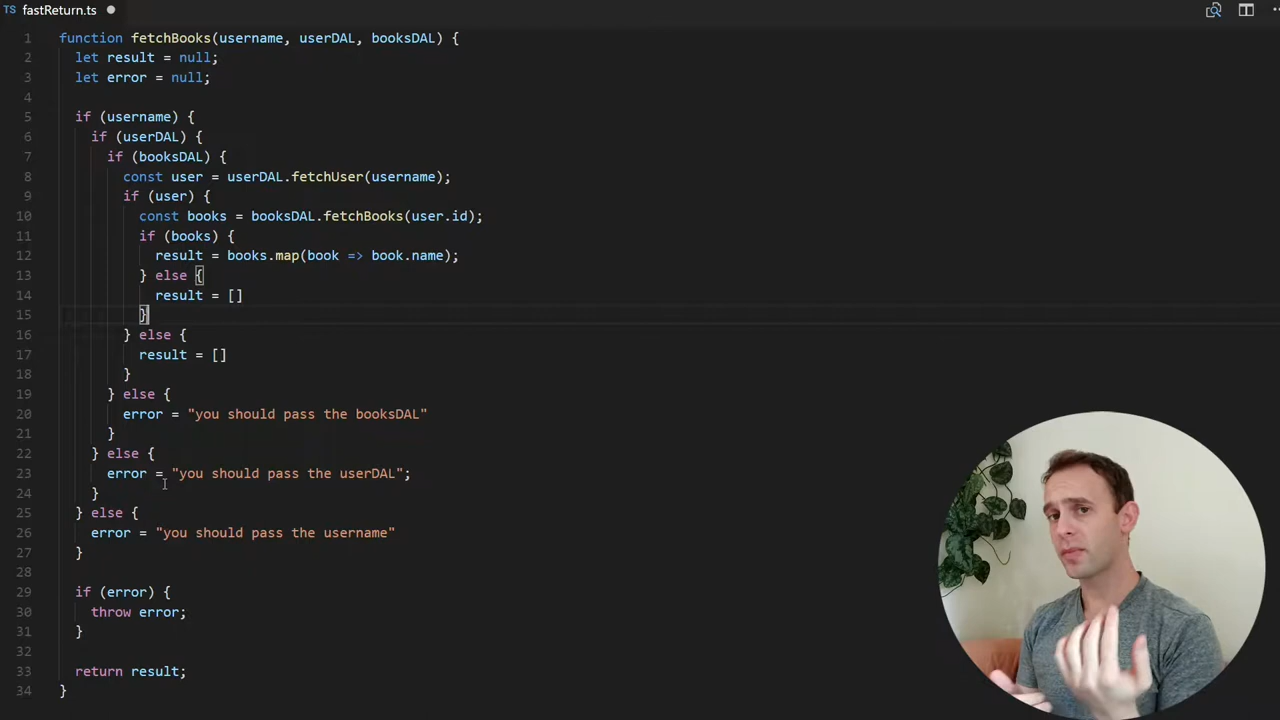 TS fastReturn.ts
1 function fetchBooks(username, userDAL, booksDAL) {
2 let result = null;
3 let error = null;
4
5 if (username) {
6 if (userDAL) {
7 if (booksDAL) {
8 const user = userDAL.fetchUser(username);
9 if (user) {
10 const books = booksDAL.fetchBooks(user.id);
11 if (books) {
12 result = books.map(book => book.name);
13 } else {
14 result = []
15 }
16 } else {
17 result = []
18 }
19 } else {
20 error = "you should pass the booksDAL"
21 }
22 } else {
23 error = "you should pass the userDAL";
24 }
25 } else {
26 error = "you should pass the username"
27 }
28
29 if (error) {
30 throw error;
31 }
32
33 return result;
34 }